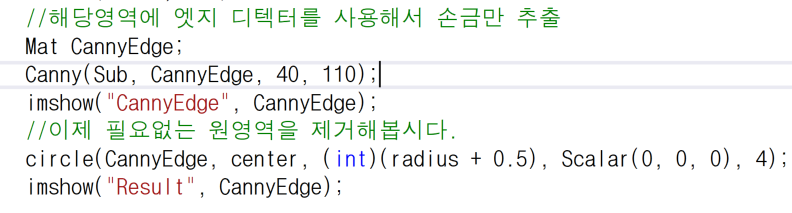 //해당영역에 엣지 디텍터를 사용해서 손금만 추출
Mat CannyEdge;
Canny(Sub, CannyEdge, 40, 110);
imshow("CannyEdge", CannyEdge);
//이제 필요없는 원영역을 제거해봅시다.
circle(CannyEdge, center, (int)(radius + 0.5), Scalar(0, 0, 0), 4);
imshow("Result", CannyEdge);